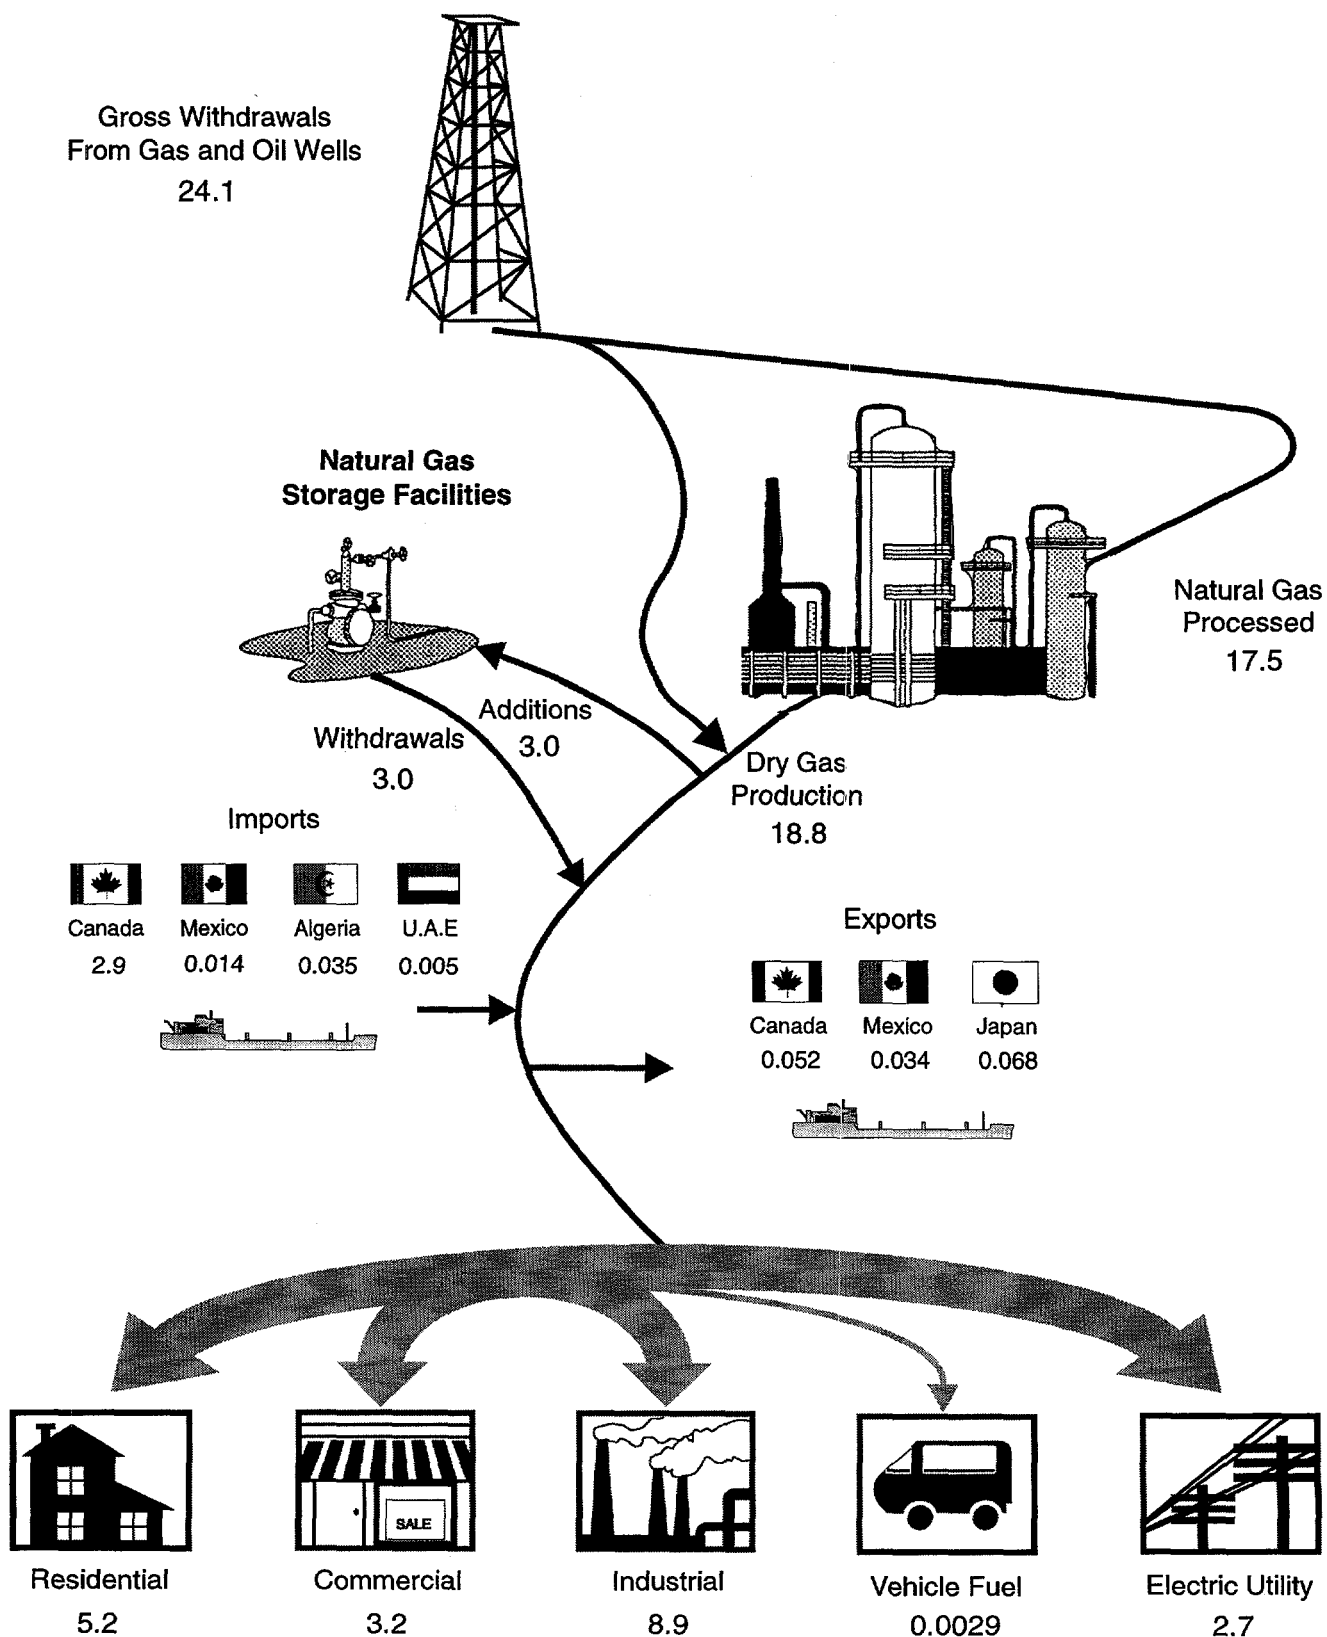 Gross Withdrawals
From Gas and Oil Wells
24.1
Natural Gas
Storage Facilities
Natural Gas
Processed
17.5
Additions
3.0
Withdrawals
3.0
Dry Gas
Production
18.8
Imports
Canada Mexico Algeria U.A.E
2.9 0.014 0.035 0.005
Exports
Canada Mexico Japan
0.052 0.034 0.068
SALE
Residential Commercial Industrial Vehicle Fuel Electric Utility
5.2 3.2 8.9 0.0029 2.7